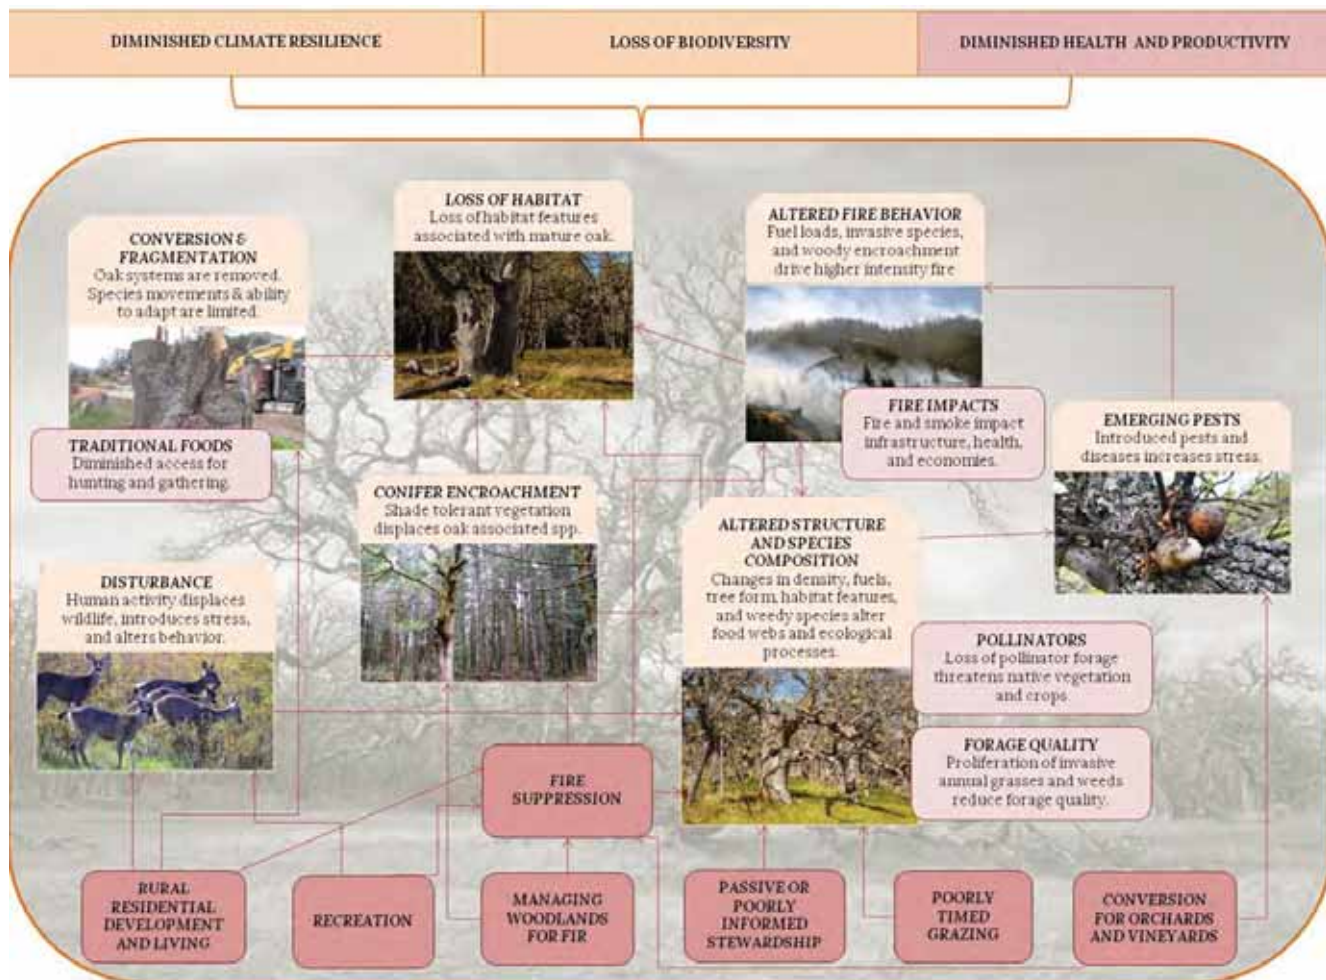 DIMINISHED CLIMATE RESILIENCE
LOSS OF BIODIVERSITY
DIMINISHED HEALTH AND PRODUCTIVITY
LOSS OF HABITAT
Loss of habitat features
associated with mature oak.
ALTERED FIRE BEHAVIOR
Fuel loads, invasive species,
and woody encroachment
drive higher intensity fire
CONVERSION &
FRAGMENTATION
Oak systems are removed.
Species movements & ability
to adapt are limited.
TRADITIONAL FOODS
Diminished access for
hunting and gathering.
FIRE IMPACTS
Fire and smoke impact
infrastructure, health,
and economies.
EMERGING PESTS
Introduced pests and
diseases increases stress.
CONIFER ENCROACHMENT
Shade tolerant vegetation
displaces oak associated spp.
ALTERED STRUCTURE
AND SPECIES
COMPOSITION
Changes in density, fuels,
tree form, habitat features,
and weedy species alter
food webs and ecological
processes.
DISTURBANCE
Human activity displaces
wildlife, introduces stress,
and alters behavior.
POLLINATORS
Loss of pollinator forage
threatens native vegetation
and crops
FORAGE QUALITY
Proliferation of invasive
annual grasses and weeds
reduce forage quality.
FIRE
SUPPRESSION
RURAL
RESIDENTIAL
DEVELOPMENT
AND LIVING
RECREATION
MANAGING
WOODLANDS
FOR FIR
PASSIVE OR
POORLY
INFORMED
STEWARDSHIP
POORLY
TIMED
GRAZING
CONVERSION
FOR ORCHARDS
AND VINEYARDS